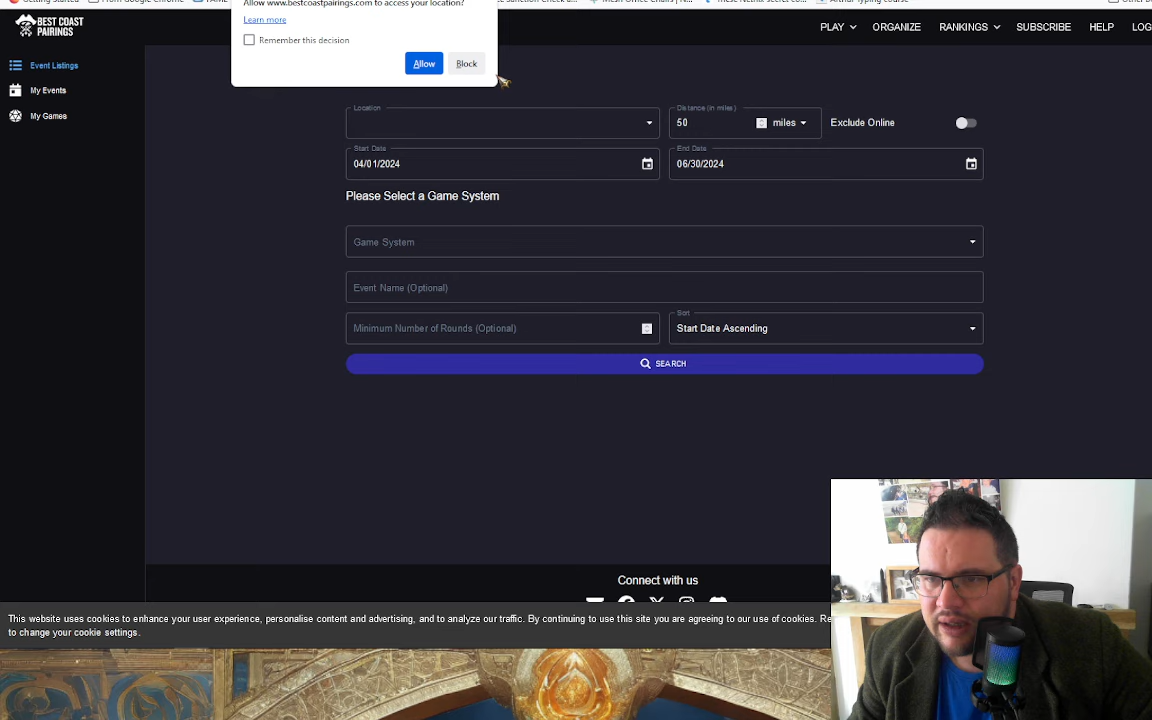 Allow www.bestcoastpairings.com to access your location?
Learn more
Remember this decision
Allow
Block
BEST COAST
PAIRINGS
PLAY
ORGANIZE
RANKINGS
SUBSCRIBE
HELP
LOG
Event Listings
My Events
My Games
Location
Distance (in miles)
50
miles
Exclude Online
Start Date
04/01/2024
End Date
06/30/2024
Please Select a Game System
Game System
Event Name (Optional)
Minimum Number of Rounds (Optional)
Sort
Start Date Ascending
SEARCH
Connect with us
This website uses cookies to enhance your user experience, personalise content and advertising, and to analyze our traffic. By continuing to use this site you are agreeing to our use of cookies. Re
to change your cookie settings.